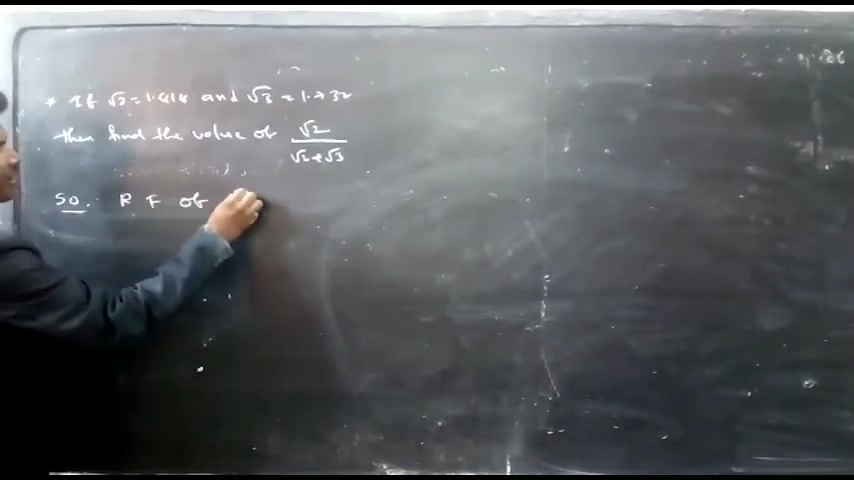 * If √2 = 1.414 and √3 = 1.732
then find the value of √2 / √2+√3
So. R F of